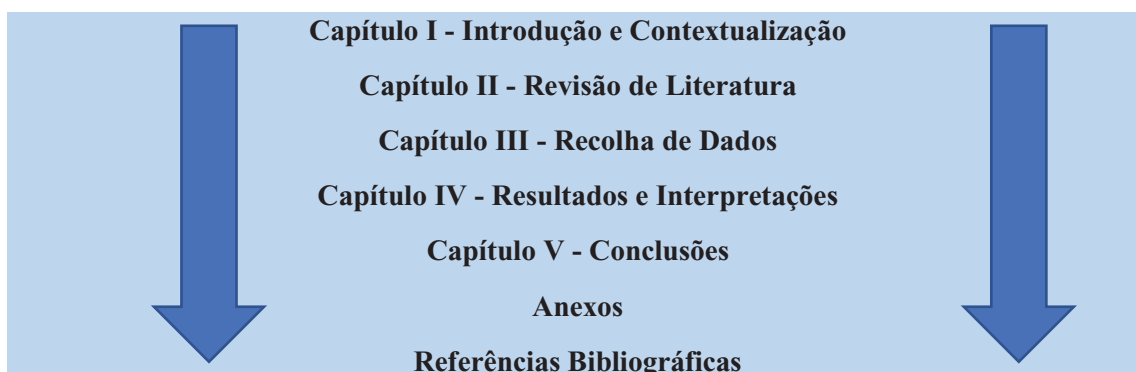 Capítulo I - Introdução e Contextualização
Capítulo II - Revisão de Literatura
Capítulo III - Recolha de Dados
Capítulo IV - Resultados e Interpretações
Capítulo V - Conclusões
Anexos
Referências Bibliográficas